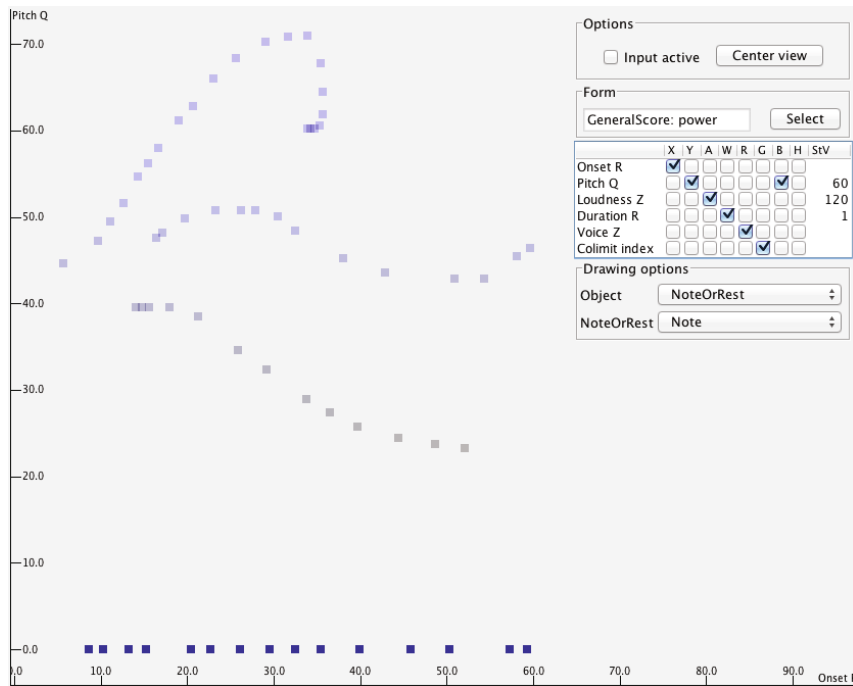 Pitch Q
70.0
60.0
50.0
40.0
30.0
20.0
10.0
0.0
0.0 10.0 20.0 30.0 40.0 50.0 60.0 70.0 80.0 90.0 Onset
Options
Input active Center view
Form
GeneralScore: power Select
X Y A W R G B H StV
Onset R
Pitch Q 60
Loudness Z 120
Duration R 1
Voice Z
Colimit index
Drawing options
Object NoteOrRest
NoteOrRest Note